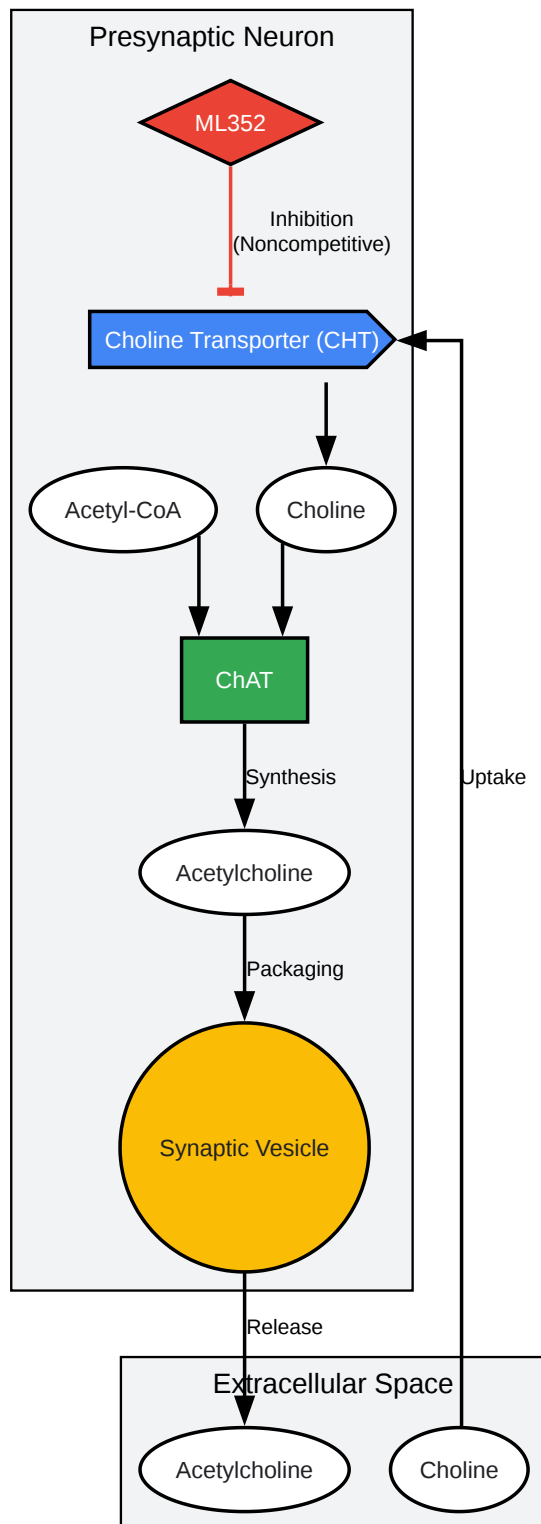 Presynaptic Neuron
ML352
Inhibition
(Noncompetitive)
Choline Transporter (CHT)
Acetyl-CoA
Choline
ChAT
Synthesis
Uptake
Acetylcholine
Packaging
Synaptic Vesicle
Release
Extracellular Space
Acetylcholine
Choline